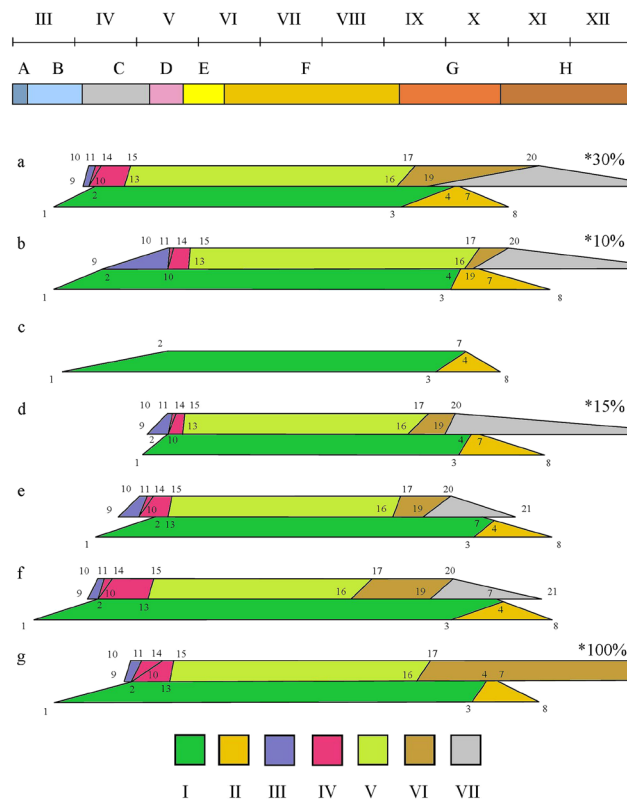 III IV V VI VII VIII IX X XI XII
A B C D E F G H
a 10 11 14 15 17 20 *30%
9 10 13 16 19
1 2 3 4 7 8
b 10 11 14 15 17 20 *10%
9 10 13 16 19
1 2 3 4 7 8
c 2 7
1 3 4 8
d 10 11 14 15 17 20 *15%
9 10 13 16 19
1 2 3 4 7 8
e 10 11 14 15 17 20
9 10 16 19 21
1 2 13 3 7 4 8
f 10 11 14 15 17 20
9 10 13 16 19 7 21
1 2 3 4 8
g 10 11 14 15 17 *100%
9 10 16 4 7
1 2 13 3 8
I II III IV V VI VII